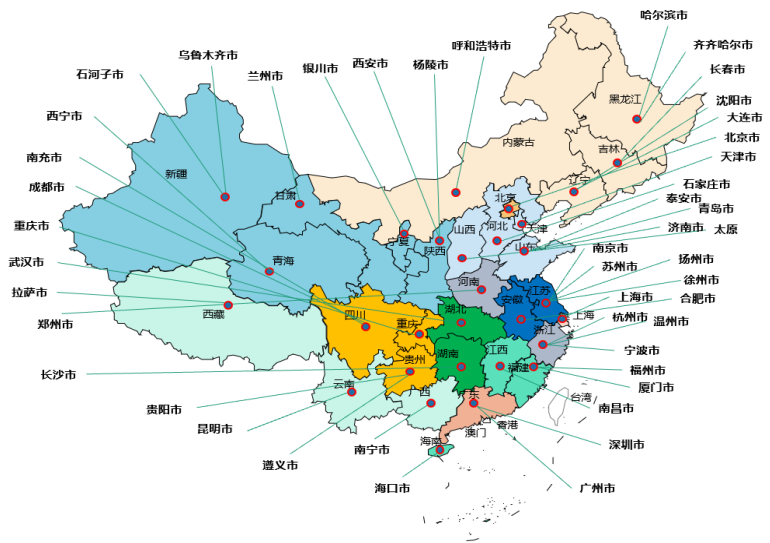 哈尔滨市
呼和浩特市
齐齐哈尔市
乌鲁木齐市
西安市
杨陵市
银川市
长春市
石河子市
兰州市
沈阳市
黑龙江
西宁市
大连市
北京市
内蒙古
吉林
天津市
南充市
新疆
辽宁
石家庄市
成都市
甘肃
北京
泰安市
青岛市
重庆市
山西
河北
天津
济南市
太原
宁夏
陕西
山东
南京市
武汉市
青海
扬州市
苏州市
河南
江苏
徐州市
拉萨市
安徽
上海市
合肥市
西藏
四川
湖北
上海
杭州市
温州市
郑州市
重庆
浙江
宁波市
长沙市
贵州
湖南
江西
福建
福州市
云南
厦门市
广西
广东
台湾
贵阳市
南昌市
昆明市
香港
澳门
海南
深圳市
遵义市
南宁市
海口市
广州市